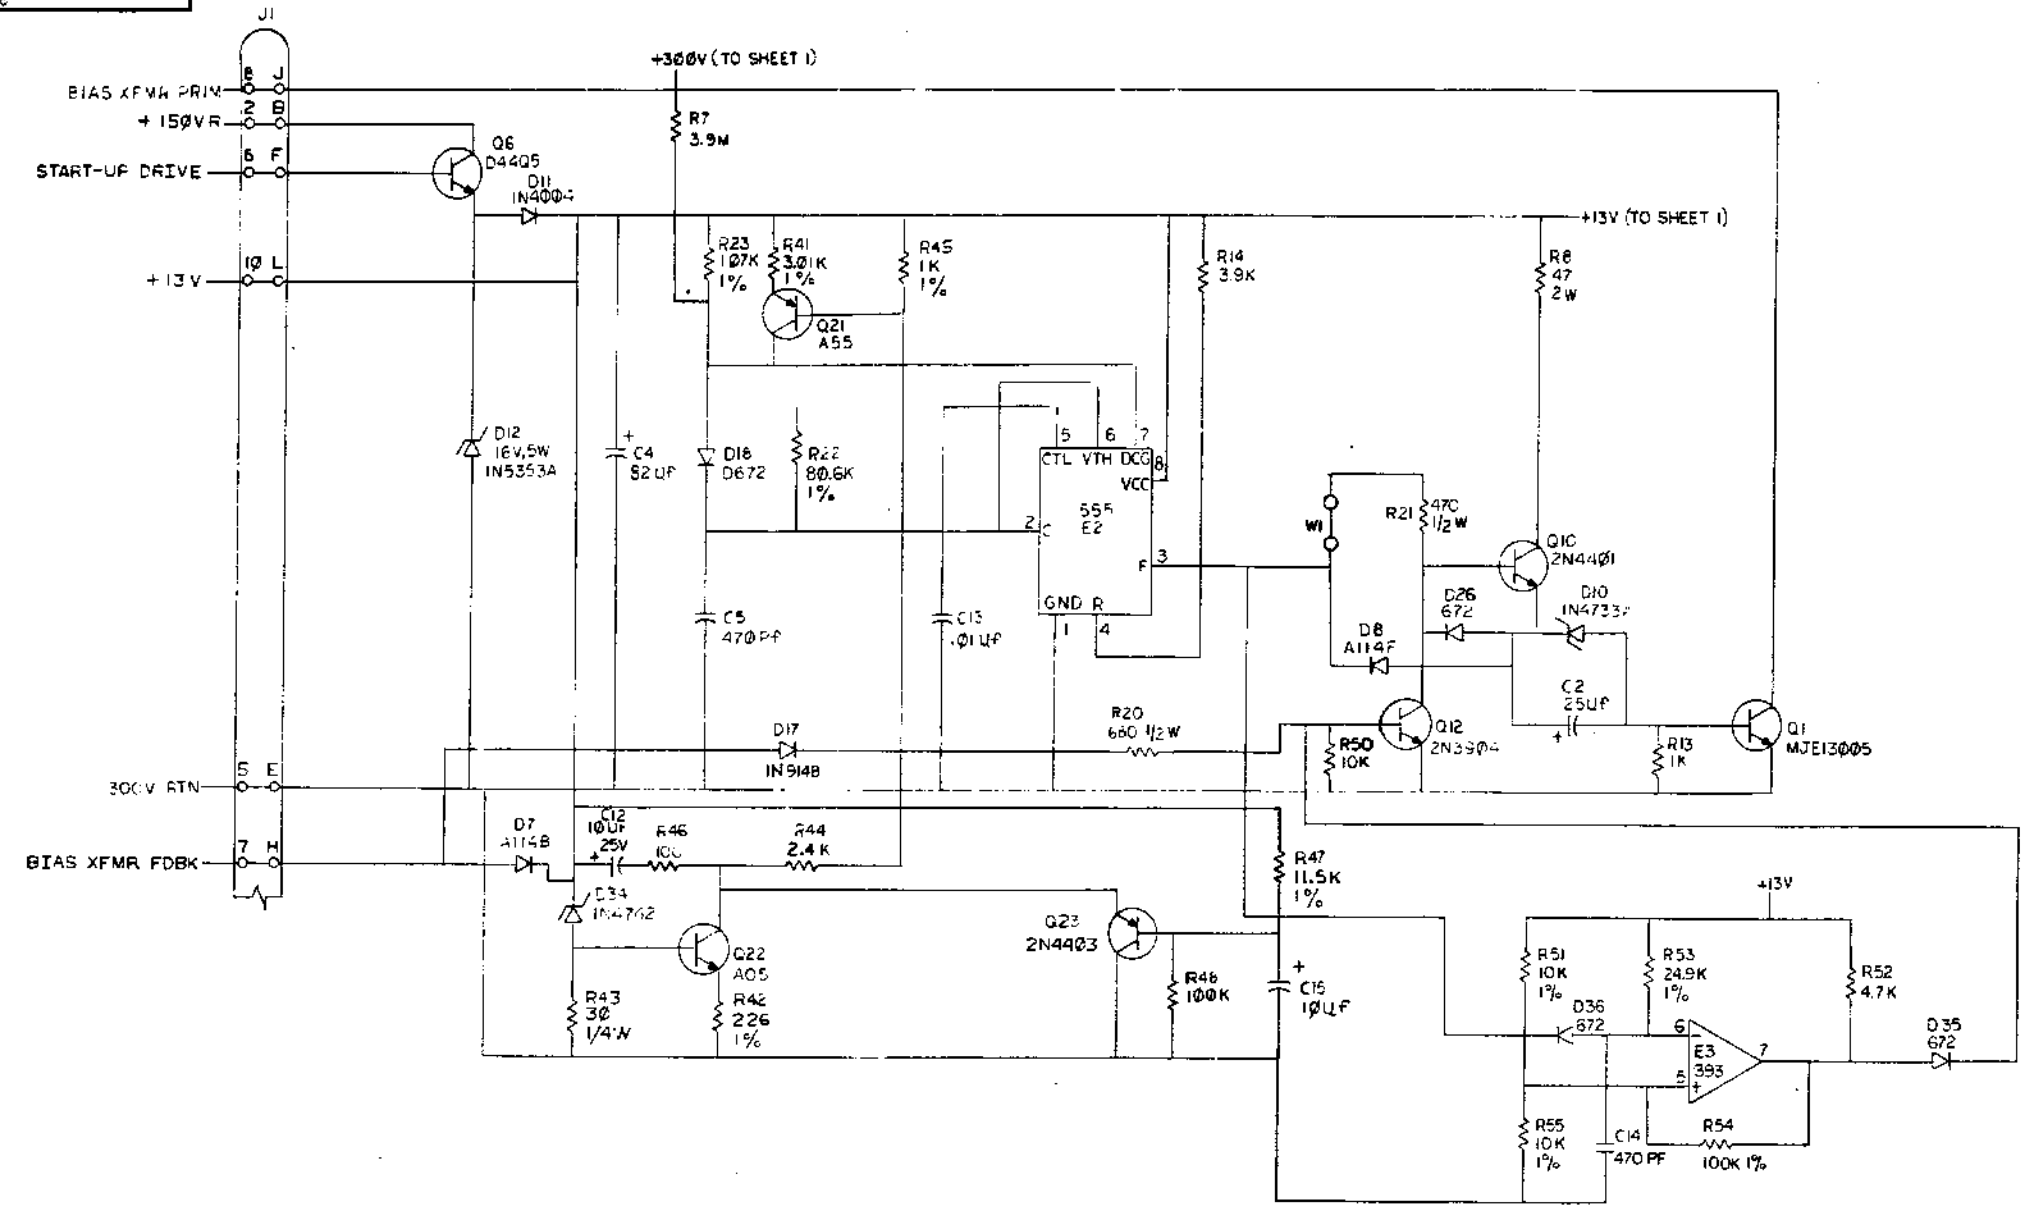 J1
+300V (TO SHEET 1)
8 J
BIAS XFMR PRIM
2 B
+ 150VR
R7
3.9M
Q6
D44Q5
6 F
START-UP DRIVE
D11
1N4004
+13V (TO SHEET 1)
R23
107K
1%
R41
3.01K
1%
R45
1K
1%
R14
3.9K
R8
47
2W
10 L
+13V
Q21
A55
D12
16V,5W
1N5353A
+
C4
82UF
D18
D672
R22
80.6K
1%
5 6 7
CTL VTH DCG
8
VCC
555
E2
2
C
F
3
GND R
1 4
W1
R21
470
1/2W
Q10
2N4401
D26
672
D10
D8
A114F
C5
470PF
C13
.01UF
C2
25UF
+
R20
680 1/2W
D17
1N914B
R50
10K
Q12
2N3904
R13
1K
Q1
MJE13005
5 E
300V RTN
D7
A114B
C12
10UF
25V
+
R46
100
R44
2.4K
7 H
BIAS XFMR FDBK
R47
11.5K
1%
+13V
D34
1N4762
Q23
2N4403
Q22
A05
R43
30
1/4W
R42
226
1%
R48
100K
+
C15
10UF
R51
10K
1%
R53
24.9K
1%
R52
4.7K
D36
672
6
-
E3
393
7
5
+
D35
672
R55
10K
1%
C14
470PF
R54
100K 1%